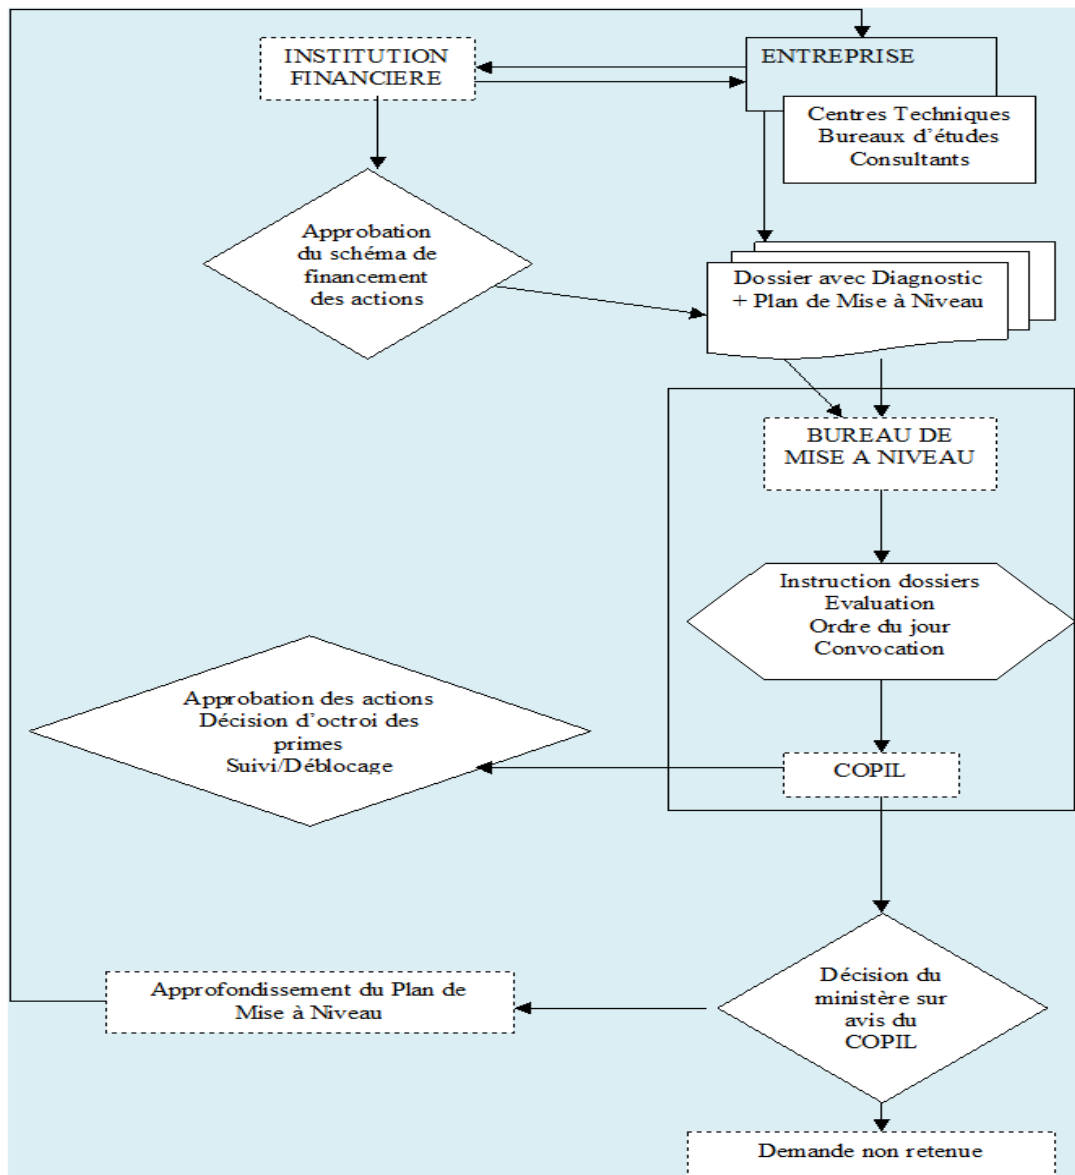 INSTITUTION
FINANCIERE
ENTREPRISE
Centres Techniques
Bureaux d'études
Consultants
Approbation
du schéma de
financement
des actions
Dossier avec Diagnostic
+ Plan de Mise à Niveau
BUREAU DE
MISE A NIVEAU
Instruction dossiers
Evaluation
Ordre du jour
Convocation
Approbation des actions
Décision d'octroi des
primes
Suivi/Déblocage
COPIL
Décision du
ministère sur
avis du
COPIL
Approfondissement du Plan de
Mise à Niveau
Demande non retenue